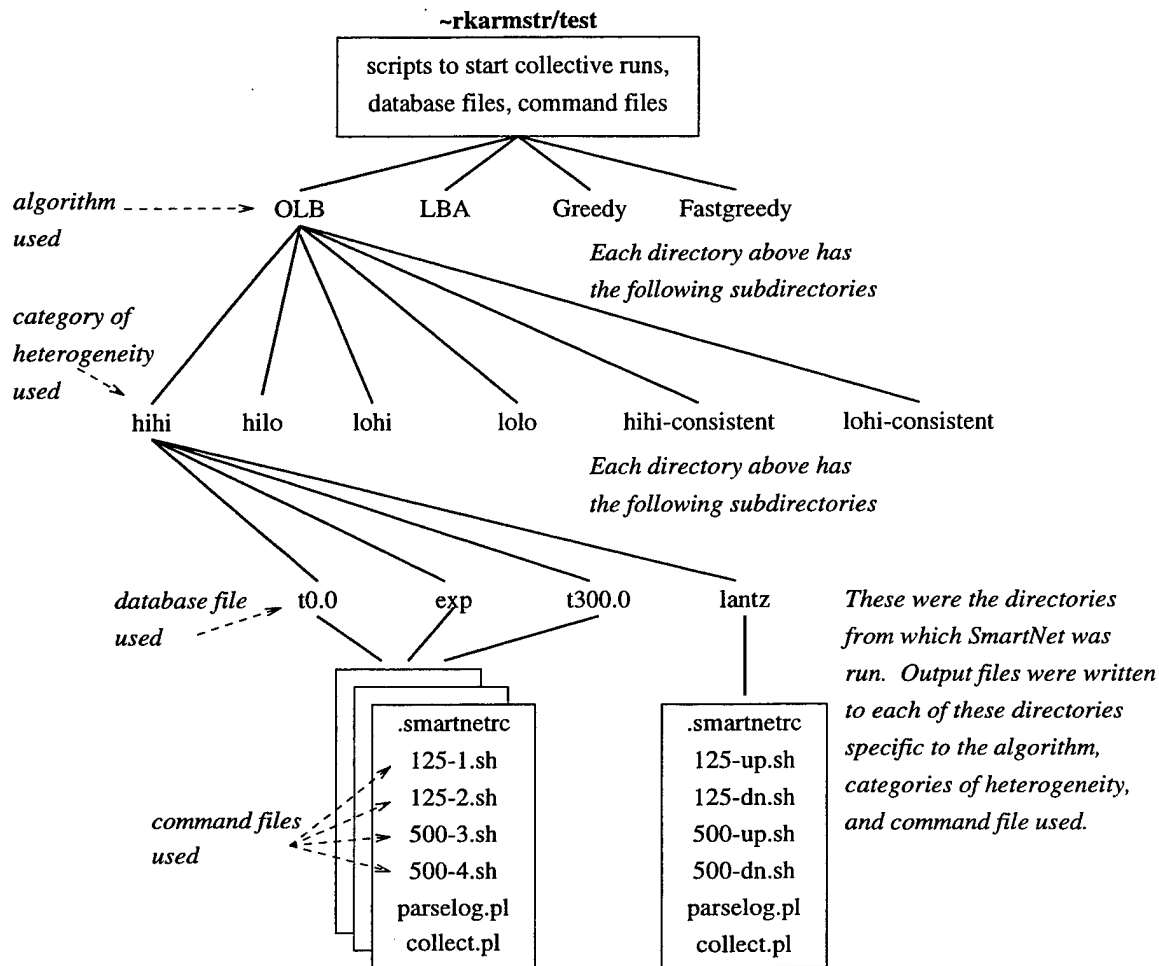 ~rkarmstr/test
scripts to start collective runs,
database files, command files
algorithm
used
OLB
LBA
Greedy
Fastgreedy
Each directory above has
the following subdirectories
category of
heterogeneity
used
hihi
hilo
lohi
lolo
hihi-consistent
lohi-consistent
Each directory above has
the following subdirectories
database file
used
t0.0
exp
t300.0
lantz
These were the directories
from which SmartNet was
run. Output files were written
to each of these directories
specific to the algorithm,
categories of heterogeneity,
and command file used.
command files
used
.smartnetrc
125-1.sh
125-2.sh
500-3.sh
500-4.sh
parselog.pl
collect.pl
.smartnetrc
125-up.sh
125-dn.sh
500-up.sh
500-dn.sh
parselog.pl
collect.pl